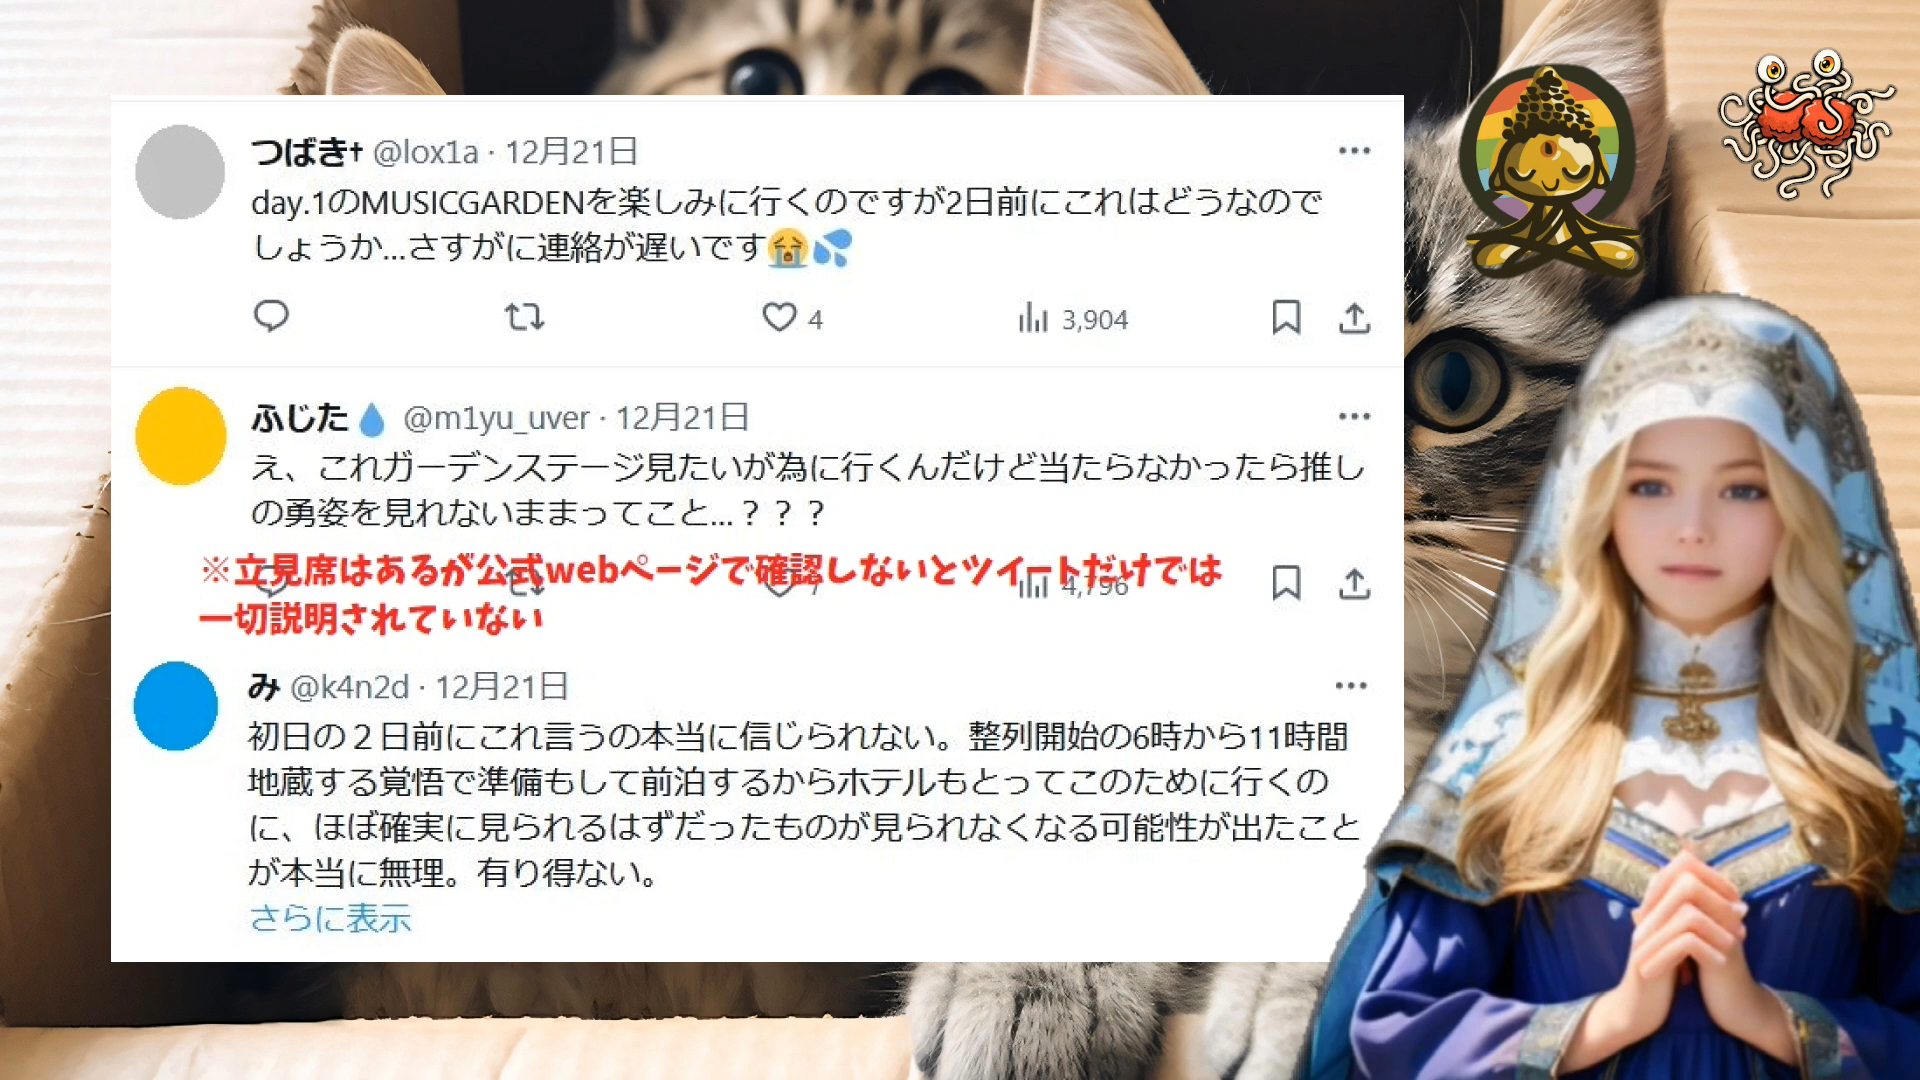 つばき✝ @lox1a · 12月21日
day.1のMUSICGARDENを楽しみに行くのですが2日前にこれはどうなので
しょうか...さすがに連絡が遅いです😭💦
4 3,904
ふじた💧 @m1yu_uver · 12月21日
え、これガーデンステージ見たいが為に行くんだけど当たらなかったら推し
の勇姿を見れないままってこと...？？？
※立見席はあるが公式webページで確認しないとツイートだけでは
一切説明されていない
7 4,796
み @k4n2d · 12月21日
初日の２日前にこれ言うの本当に信じられない。整列開始の6時から11時間
地蔵する覚悟で準備もして前泊するからホテルもとってこのために行くの
に、ほぼ確実に見られるはずだったものが見られなくなる可能性が出たこと
が本当に無理。有り得ない。
さらに表示